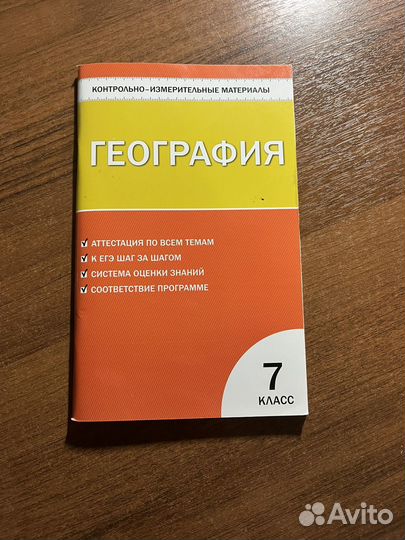 КОНТРОЛЬНО-ИЗМЕРИТЕЛЬНЫЕ МАТЕРИАЛЫ
ГЕОГРАФИЯ
АТТЕСТАЦИЯ ПО ВСЕМ ТЕМАМ
К ЕГЭ ШАГ ЗА ШАГОМ
СИСТЕМА ОЦЕНКИ ЗНАНИЙ
СООТВЕТСТВИЕ ПРОГРАММЕ
7
КЛАСС
Avito